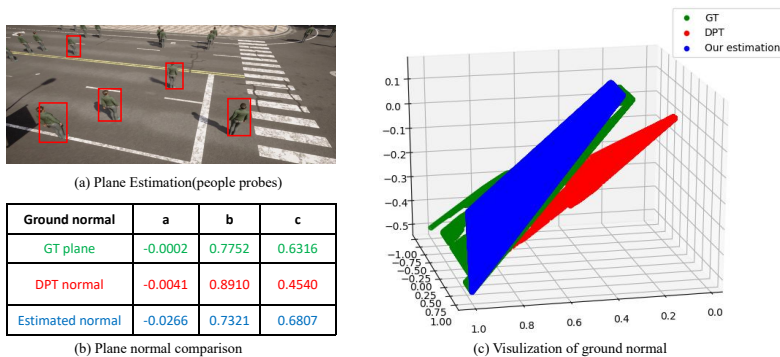 (a) Plane Estimation(people probes)
Ground normal a b c
GT plane -0.0002 0.7752 0.6316
DPT normal -0.0041 0.8910 0.4540
Estimated normal -0.0266 0.7321 0.6807
(b) Plane normal comparison
GT
DPT
Our estimation
0.1
0.0
−0.1
−0.2
−0.3
−0.4
−0.5
−1.00
−0.75
−0.50
−0.25
0.00
0.25
0.50
0.75
1.00
1.0
0.8
0.6
0.4
0.2
0.0
(c) Visulization of ground normal